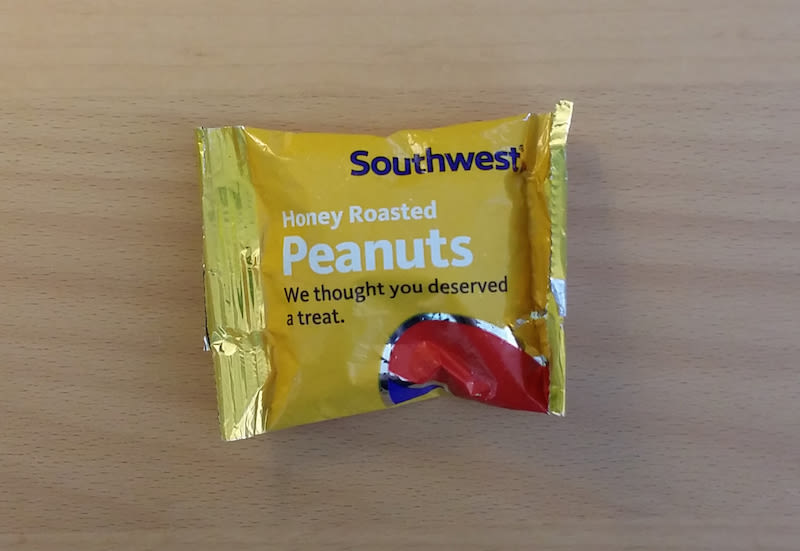 Southwest
Honey Roasted
Peanuts
We thought you deserved
a treat.